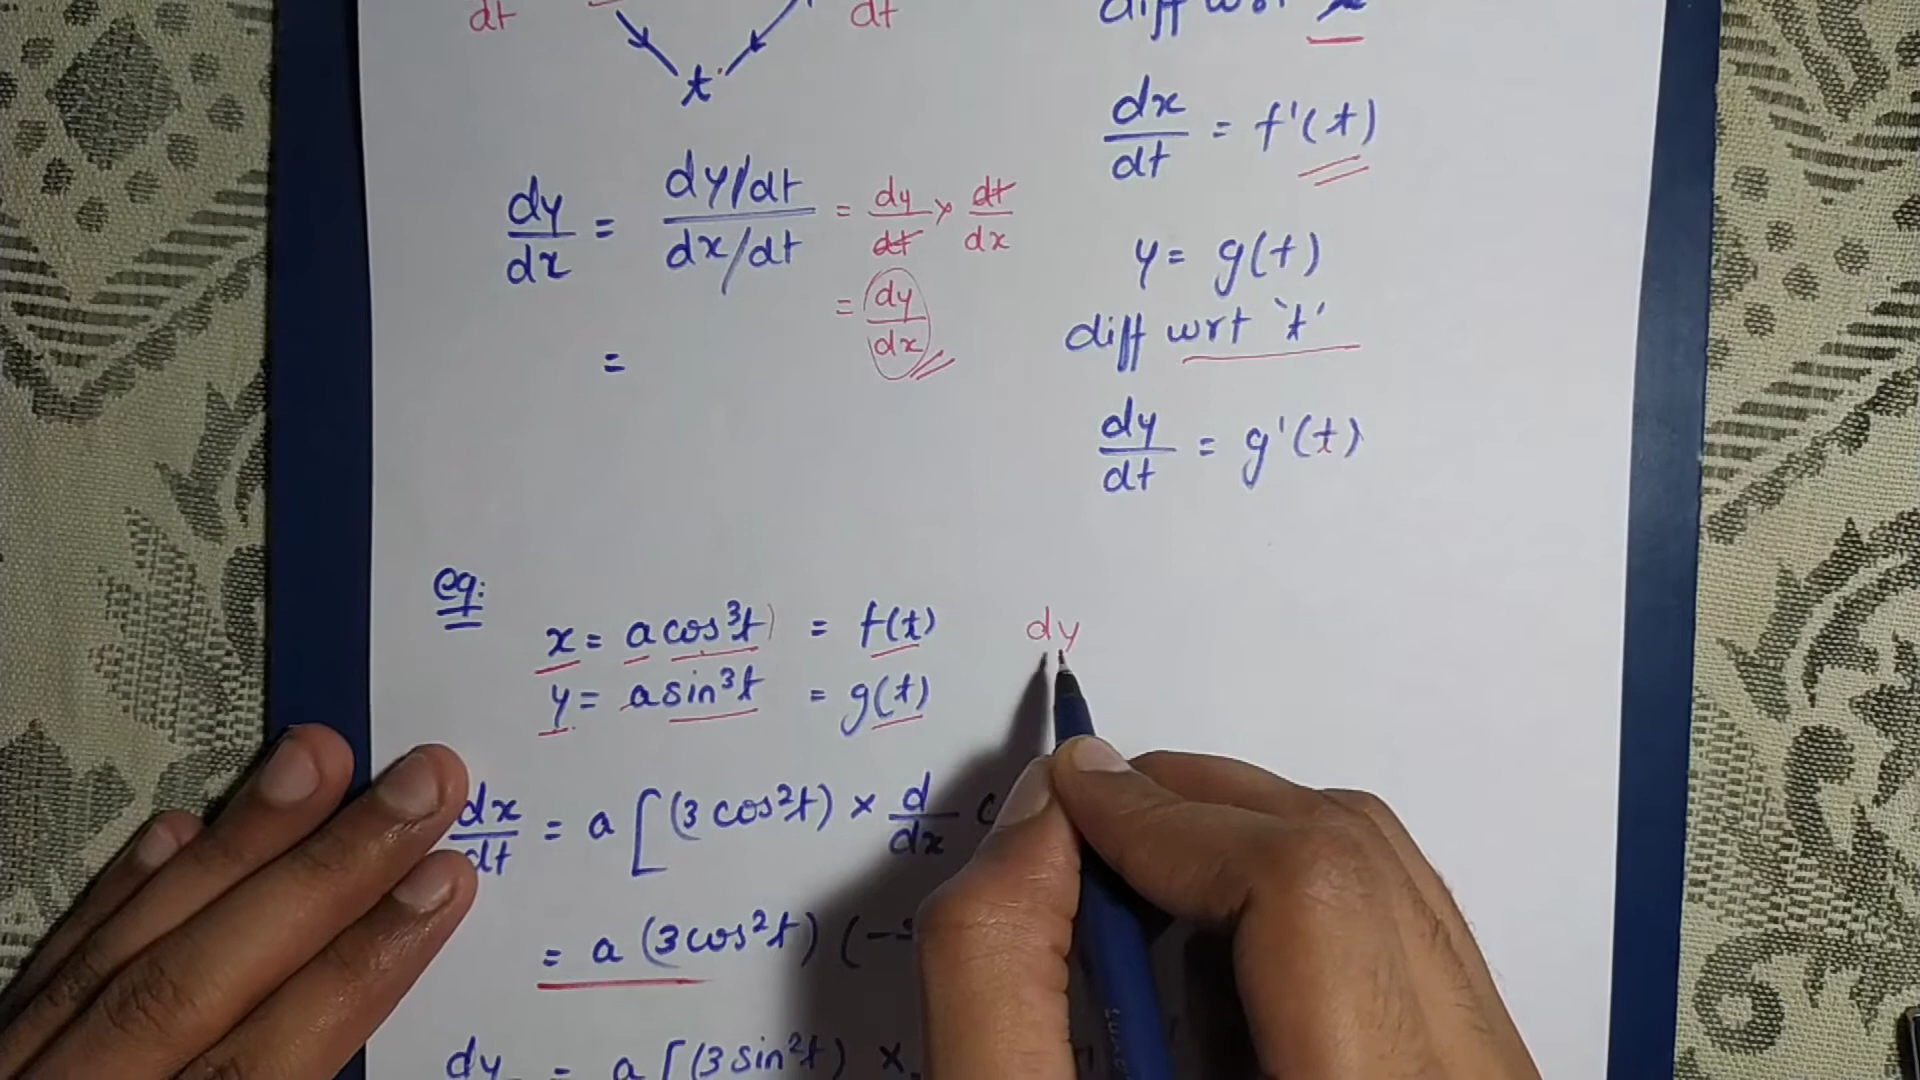 dt
dt
t
dy/dx = (dy/dt)/(dx/dt) = dy/dt × dt/dx
= dy/dx
=
diff wrt
dx/dt = f'(t)
y = g(t)
diff wrt 't'
dy/dt = g'(t)
eg:
x = a cos³t = f(t)
y = a sin³t = g(t)
dy
dx/dt = a [(3 cos²t) × d/dx
= a (3 cos²t) (-
dy = a [(3 sin²t) ×